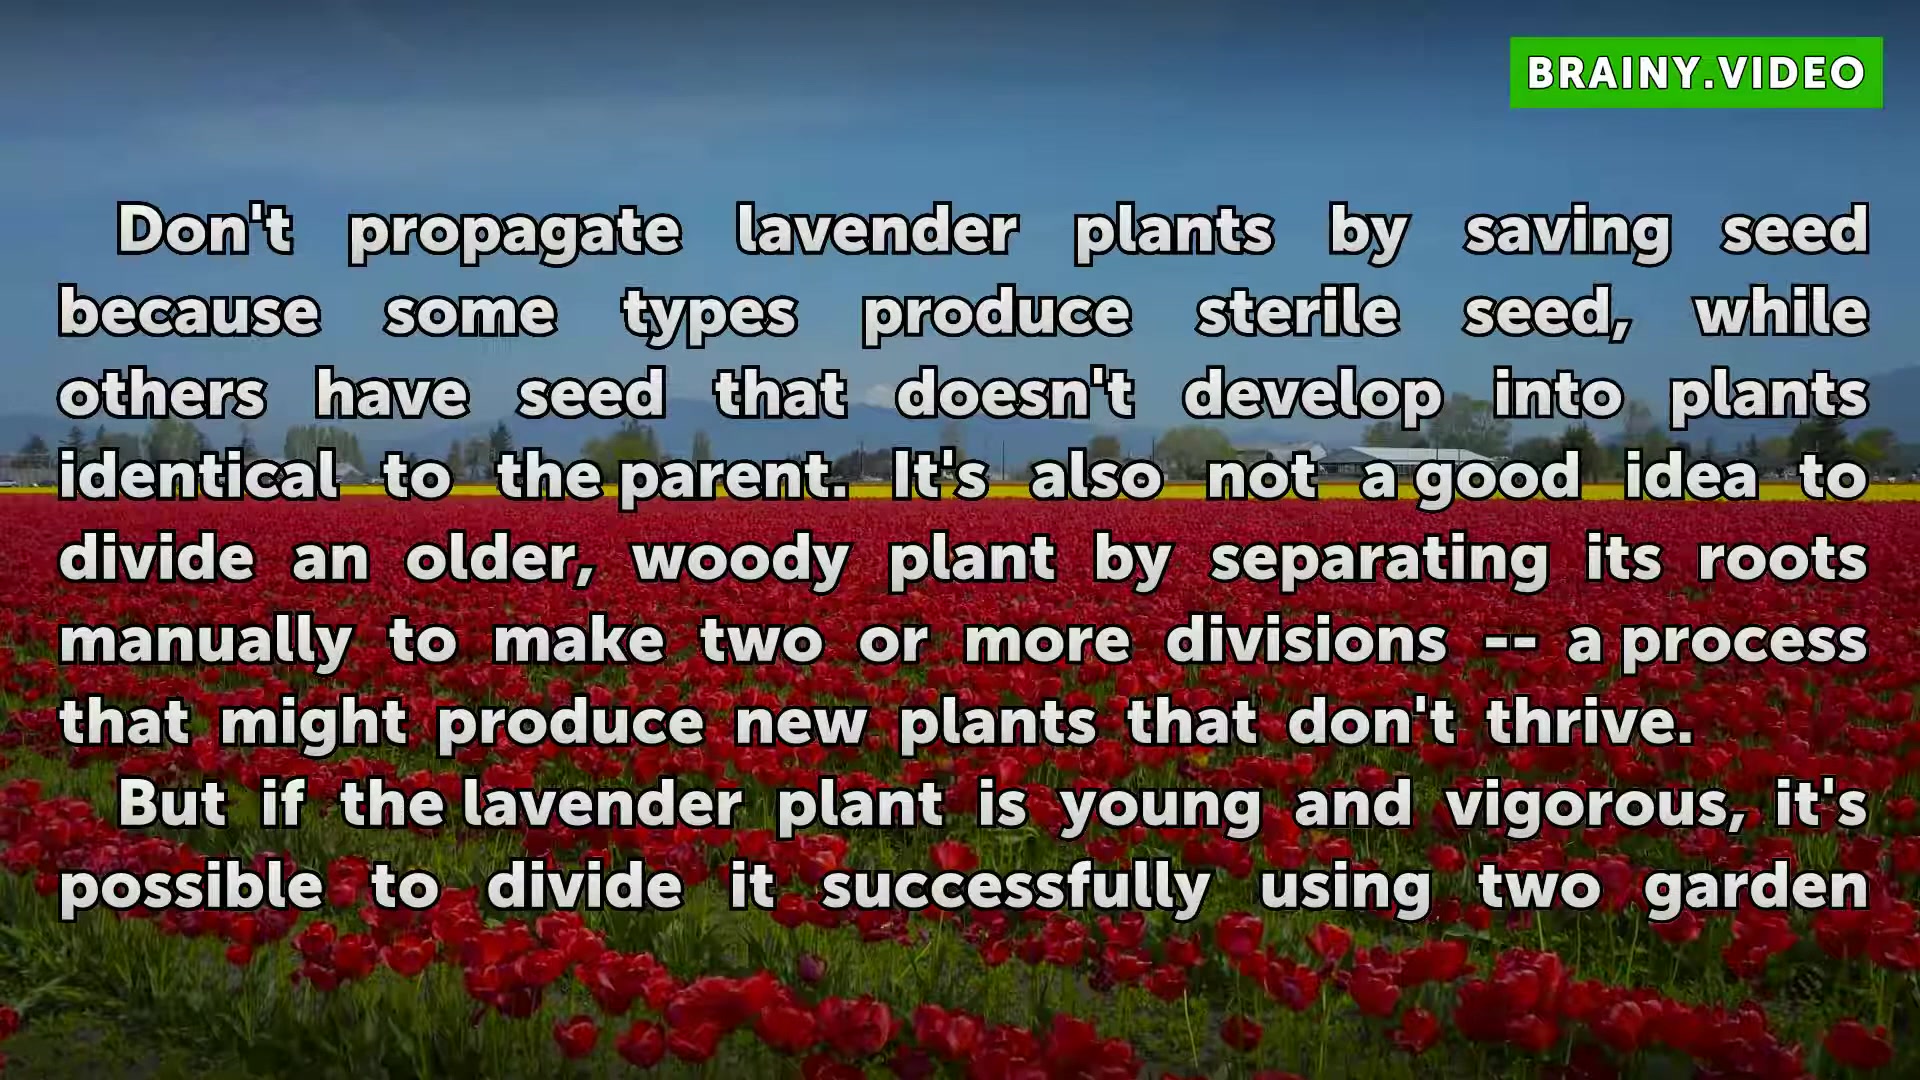 BRAINY.VIDEO
Don't propagate lavender plants by saving seed
because some types produce sterile seed, while
others have seed that doesn't develop into plants
identical to the parent. It's also not a good idea to
divide an older, woody plant by separating its roots
manually to make two or more divisions -- a process
that might produce new plants that don't thrive.
But if the lavender plant is young and vigorous, it's
possible to divide it successfully using two garden